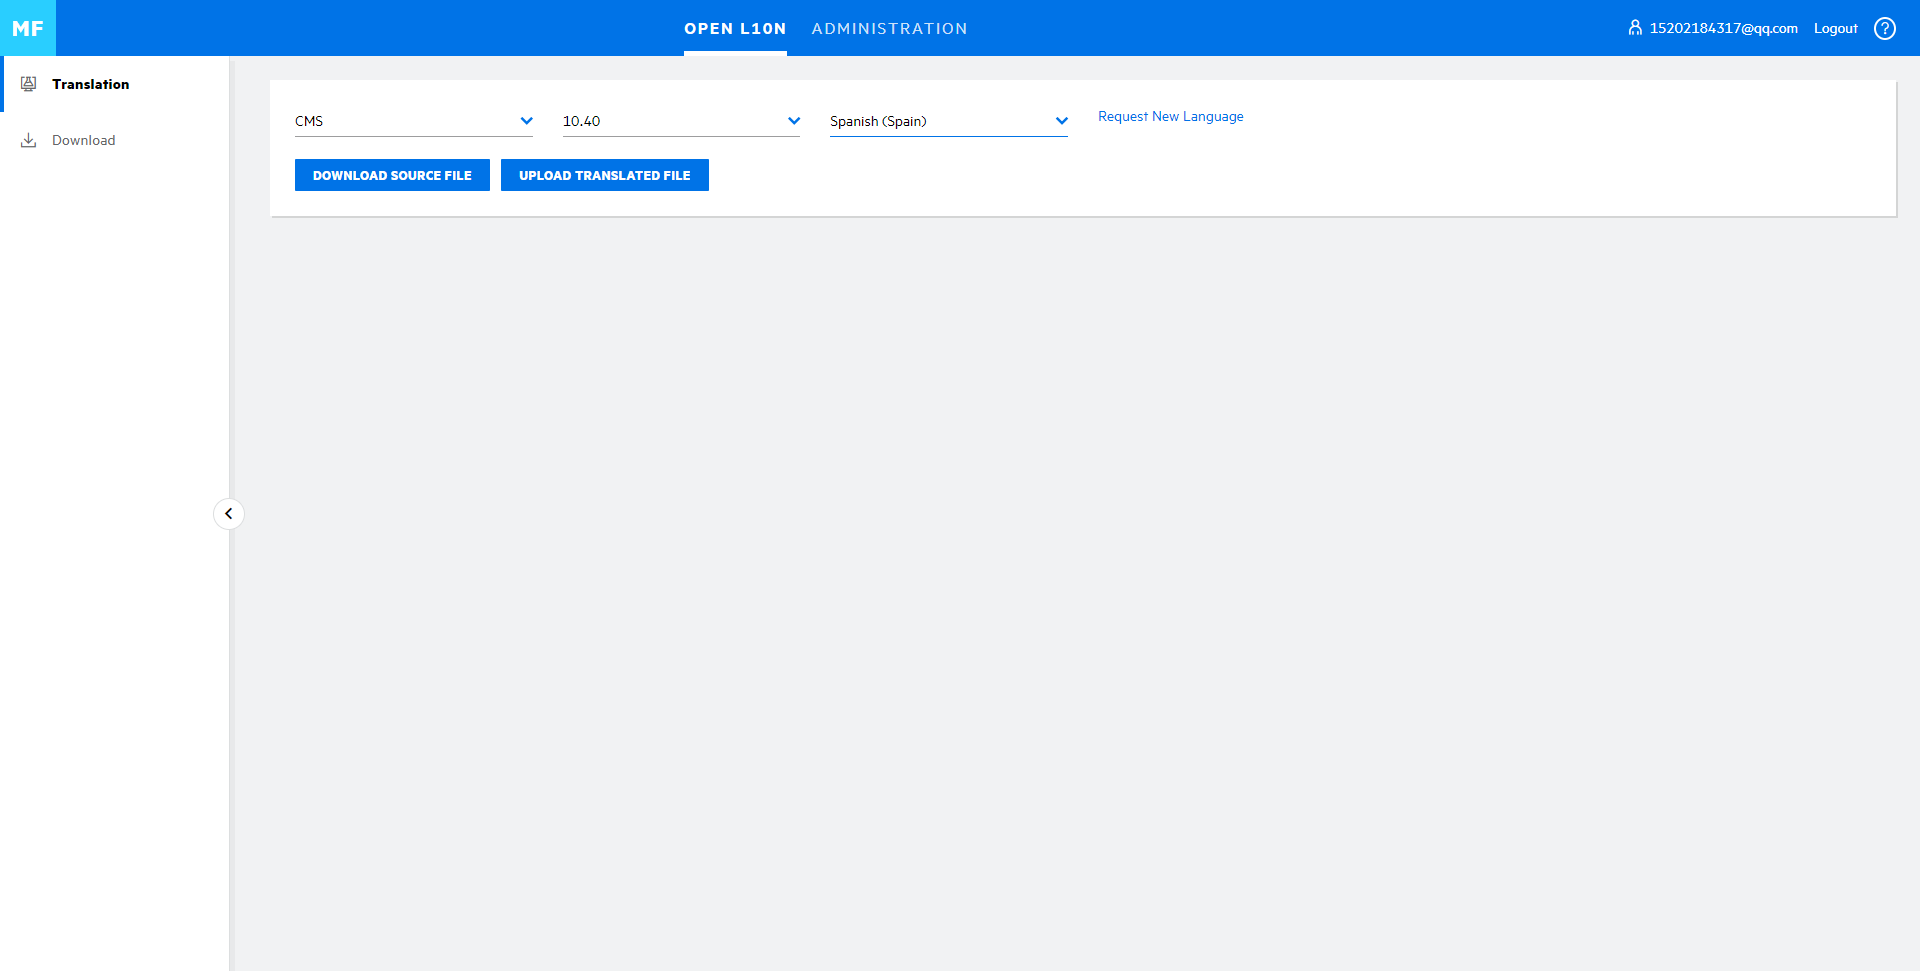 MF
OPEN L10N ADMINISTRATION
15202184317@qq.com Logout ?
Translation
Download
CMS 10.40 Spanish (Spain) Request New Language
DOWNLOAD SOURCE FILE UPLOAD TRANSLATED FILE